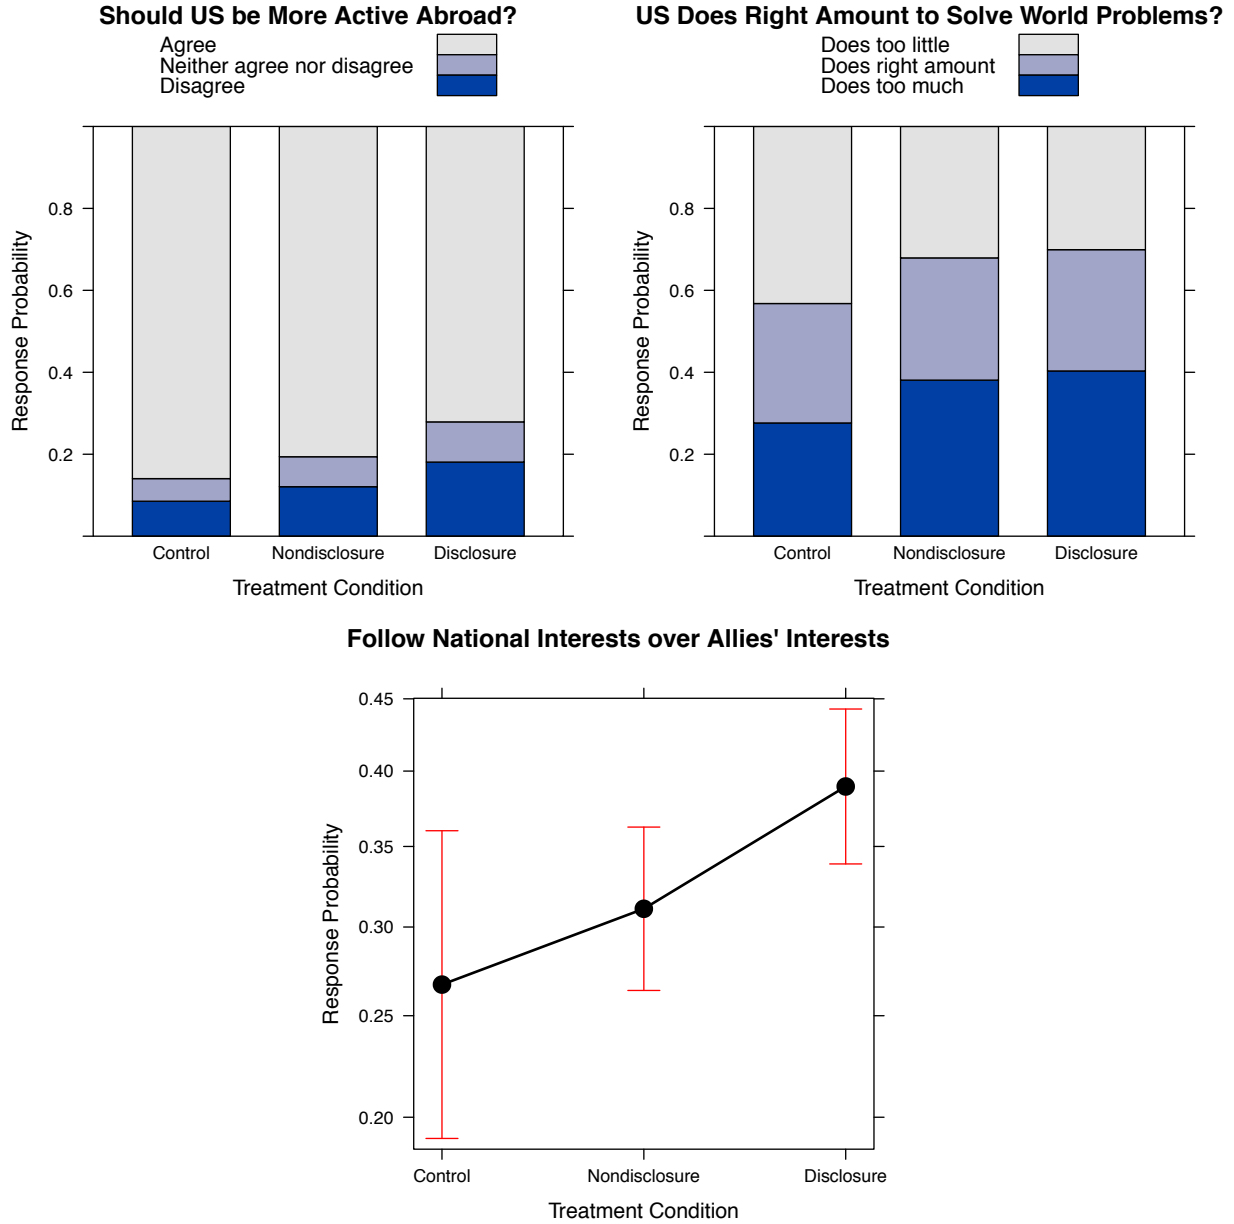 Should US be More Active Abroad?
Agree
Neither agree nor disagree
Disagree
Response Probability
0.8
0.6
0.4
0.2
Control Nondisclosure Disclosure
Treatment Condition
US Does Right Amount to Solve World Problems?
Does too little
Does right amount
Does too much
Response Probability
0.8
0.6
0.4
0.2
Control Nondisclosure Disclosure
Treatment Condition
Follow National Interests over Allies' Interests
Response Probability
0.45
0.40
0.35
0.30
0.25
0.20
Control Nondisclosure Disclosure
Treatment Condition